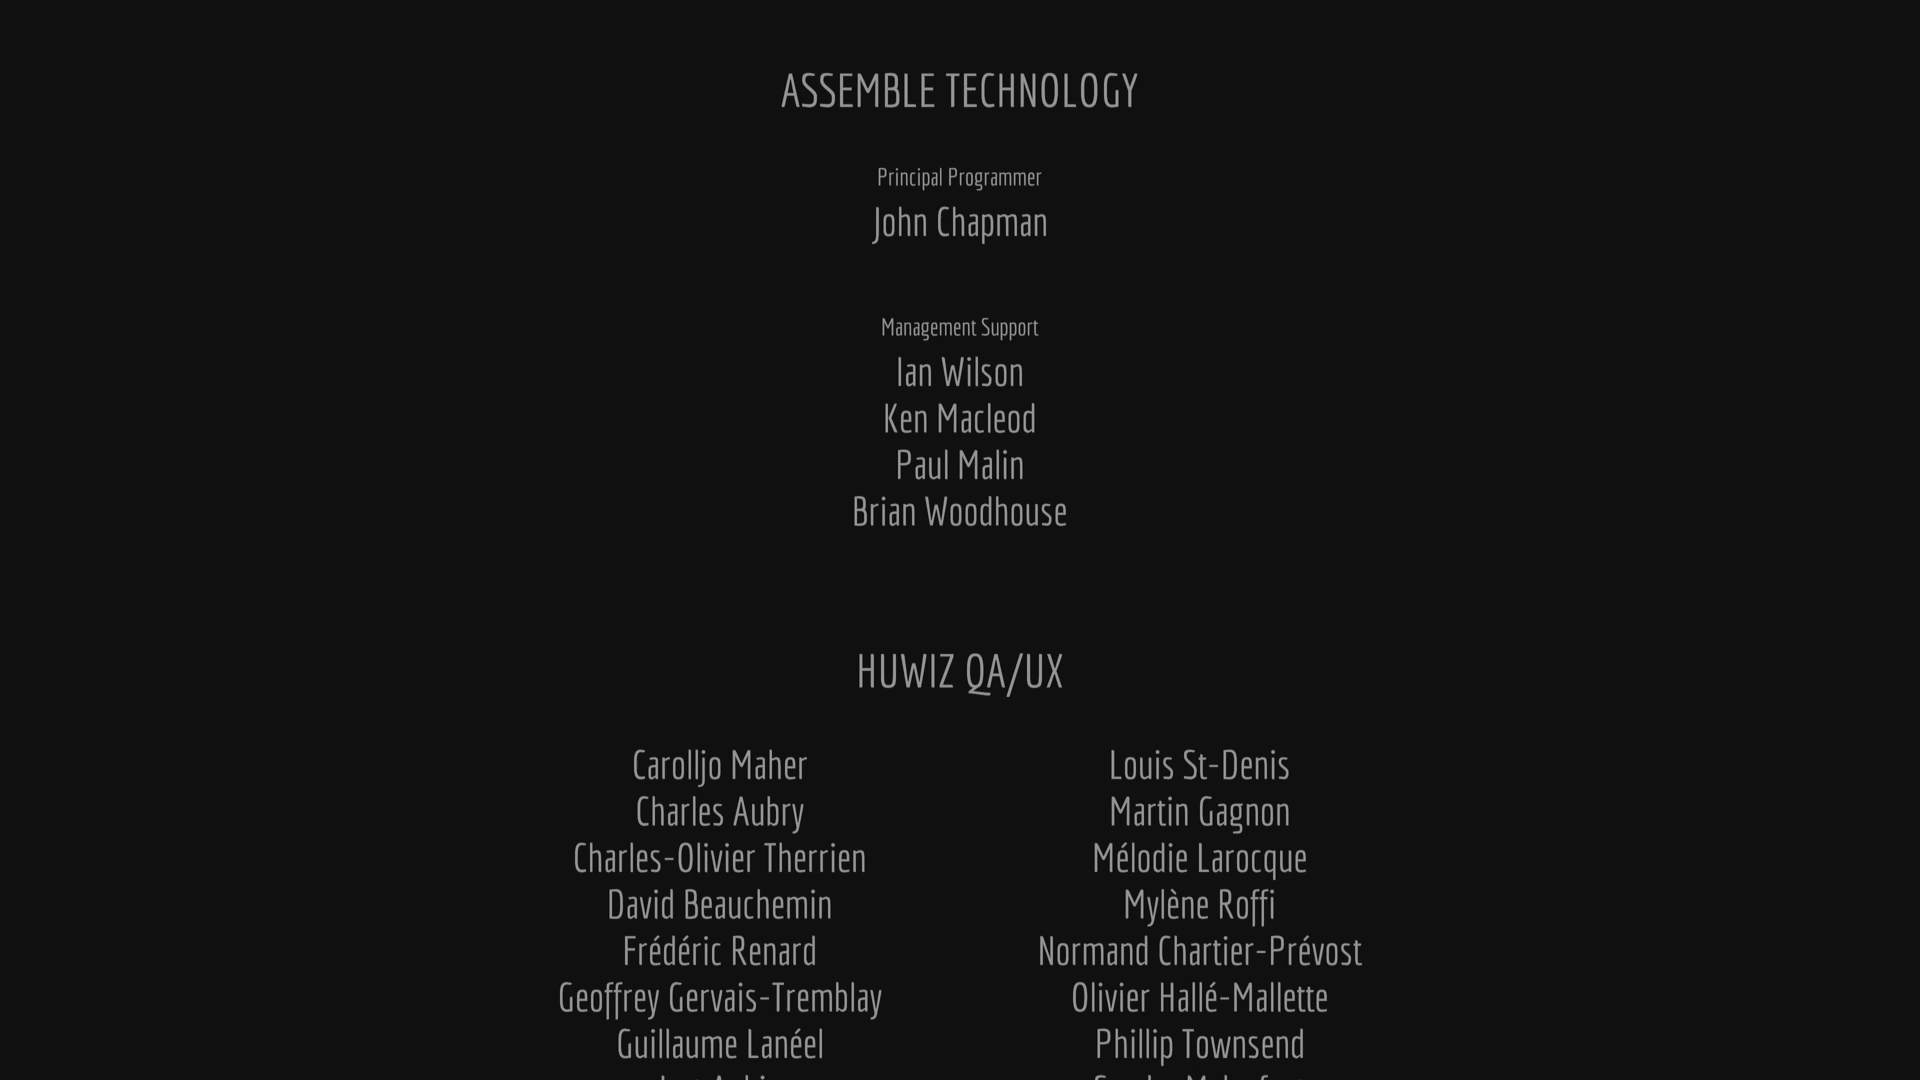 ASSEMBLE TECHNOLOGY
Principal Programmer
John Chapman
Management Support
Ian Wilson
Ken Macleod
Paul Malin
Brian Woodhouse
HUWIZ QA/UX
Carolljo Maher
Charles Aubry
Charles-Olivier Therrien
David Beauchemin
Frédéric Renard
Geoffrey Gervais-Tremblay
Guillaume Lanéel
Louis St-Denis
Martin Gagnon
Mélodie Larocque
Mylène Roffi
Normand Chartier-Prévost
Olivier Hallé-Mallette
Phillip Townsend